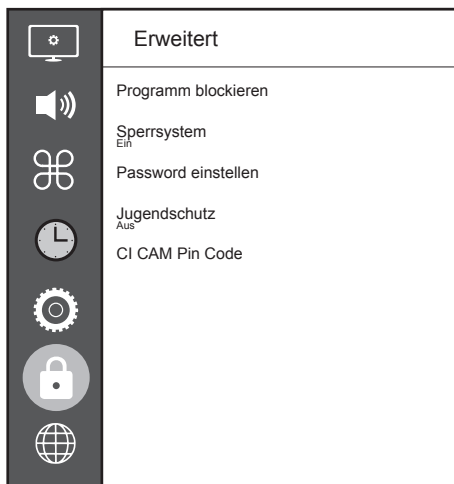 Erweitert
Programm blockieren
Sperrsystem
Ein
Password einstellen
Jugendschutz
Aus
CI CAM Pin Code